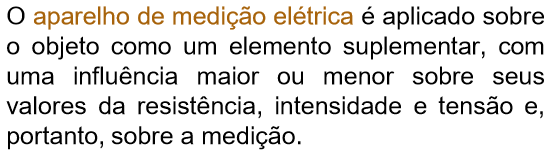 O aparelho de medição elétrica é aplicado sobre
o objeto como um elemento suplementar, com
uma influência maior ou menor sobre seus
valores da resistência, intensidade e tensão e,
portanto, sobre a medição.